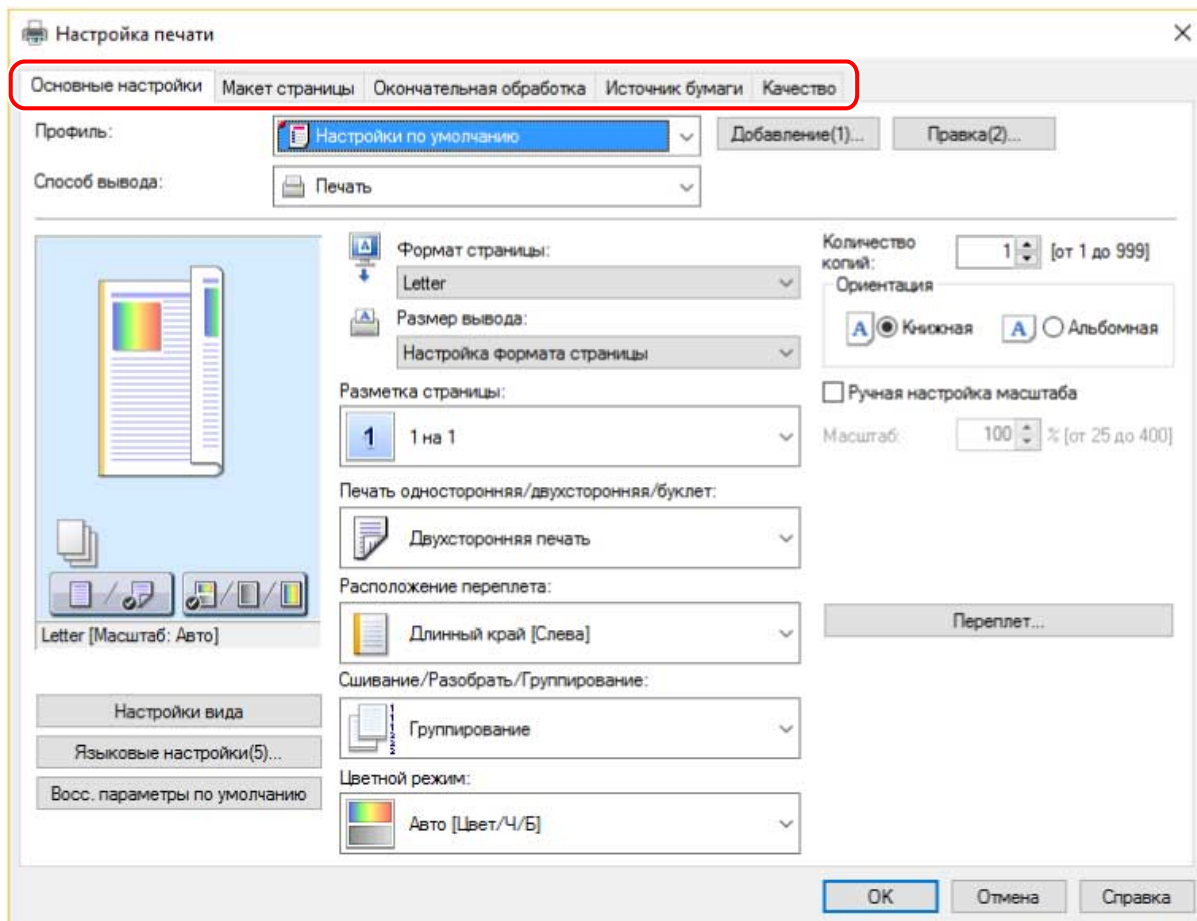 Настройка печати
Основные настройки Макет страницы Окончательная обработка Источник бумаги Качество
Профиль: Настройки по умолчанию Добавление(1)... Правка(2)...
Способ вывода: Печать
Формат страницы:
Letter
Размер вывода:
Настройка формата страницы
Разметка страницы:
1 1 на 1
Печать односторонняя/двухсторонняя/буклет:
Двухсторонняя печать
Расположение переплета:
Длинный край [Слева]
Сшивание/Разобрать/Группирование:
Группирование
Цветной режим:
Авто [Цвет/Ч/Б]
Количество
копий: 1 [от 1 до 999]
Ориентация
A Книжная A Альбомная
Ручная настройка масштаба
Масштаб: 100 % [от 25 до 400]
Переплет...
Letter [Масштаб: Авто]
Настройки вида
Языковые настройки(5)...
Восс. параметры по умолчанию
OK Отмена Справка